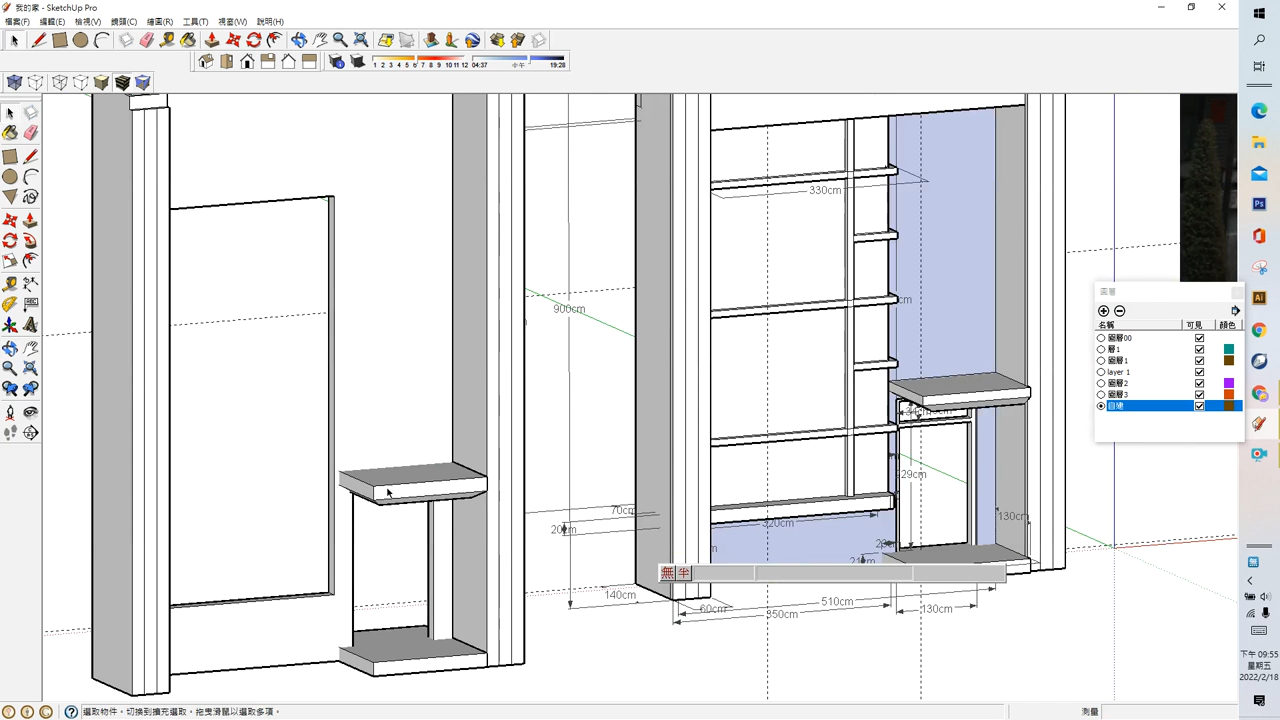 我的家 - SketchUp Pro
檔案(F) 編輯(E) 檢視(V) 鏡頭(C) 繪圖(R) 工具(T) 視窗(W) 說明(H)
1 2 3 4 5 6 7 8 9 10 11 12 04:37 小午 19:28
330cm
900cm
cm
929cm
70cm
20cm
320cm
130cm
140cm
60cm
510cm
350cm
130cm
無 半
圖層
名稱 可見 顏色
圖層00
層1
圖層1
layer 1
圖層2
圖層3
自建
選取物件。切換到擴充選取。拖曳滑鼠以選取多項。
測量
無
下午 09:55
星期五
2022/2/18